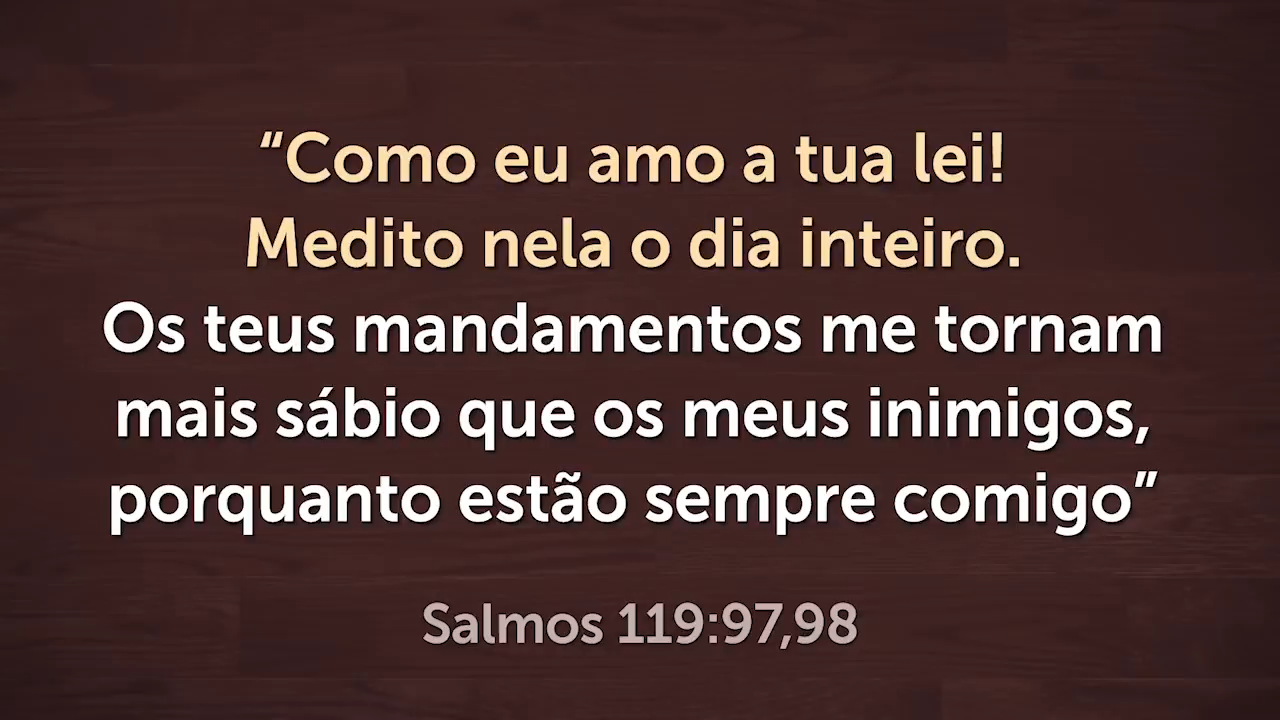 “Como eu amo a tua lei!
Medito nela o dia inteiro.
Os teus mandamentos me tornam
mais sábio que os meus inimigos,
porquanto estão sempre comigo”
Salmos 119:97,98